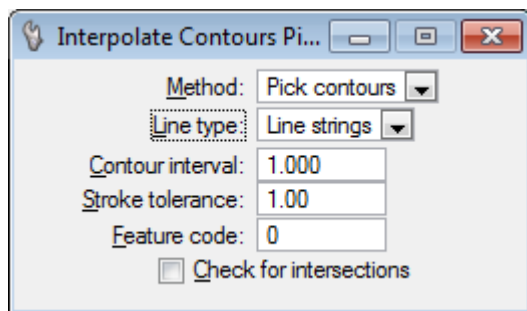 Interpolate Contours Pi...
Method: Pick contours
Line type: Line strings
Contour interval: 1.000
Stroke tolerance: 1.00
Feature code: 0
Check for intersections